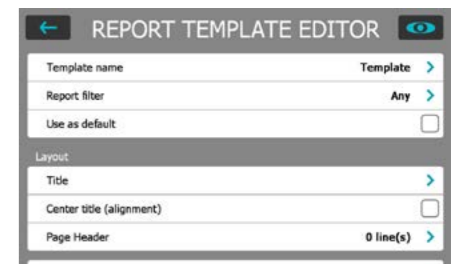 REPORT TEMPLATE EDITOR
Template name Template
Report filter Any
Use as default
Layout
Title
Center title (alignment)
Page Header 0 line(s)